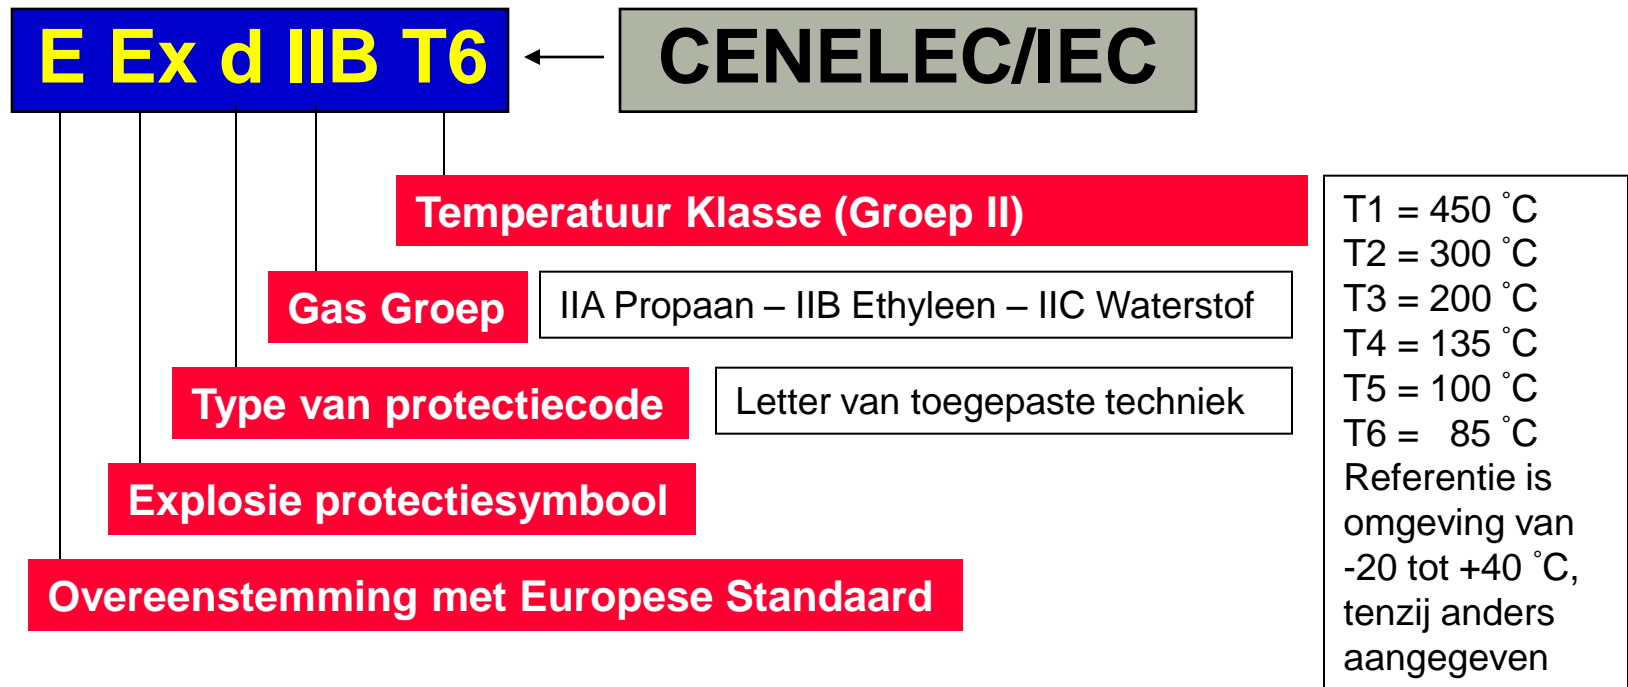 E Ex d IIB T6
CENELEC/IEC
Temperatuur Klasse (Groep II)
Gas Groep
IIA Propaan – IIB Ethyleen – IIC Waterstof
Type van protectiecode
Letter van toegepaste techniek
Explosie protectiesymbool
Overeenstemming met Europese Standaard
T1 = 450 °C
T2 = 300 °C
T3 = 200 °C
T4 = 135 °C
T5 = 100 °C
T6 = 85 °C
Referentie is
omgeving van
-20 tot +40 °C,
tenzij anders
aangegeven